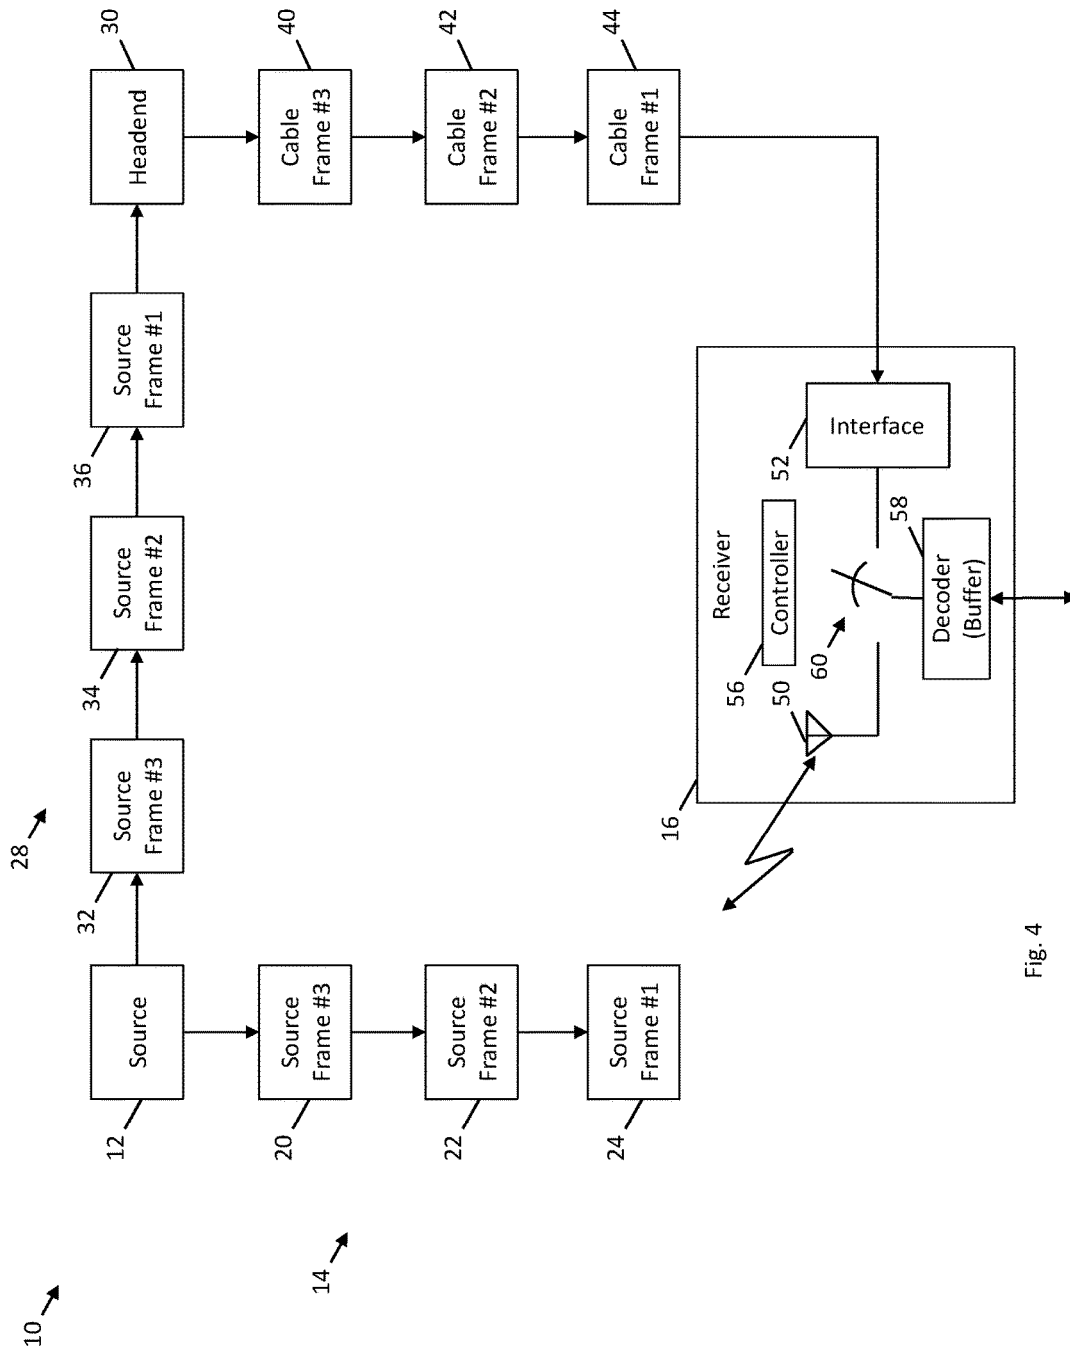 10
28
12
32
34
36
30
Source
Source
Frame #3
Source
Frame #2
Source
Frame #1
Headend
14
20
Source
Frame #3
Cable
Frame #3
40
22
Source
Frame #2
Cable
Frame #2
42
24
Source
Frame #1
Cable
Frame #1
44
16
Receiver
56
Controller
50
52
60
Interface
58
Decoder
(Buffer)
Fig. 4